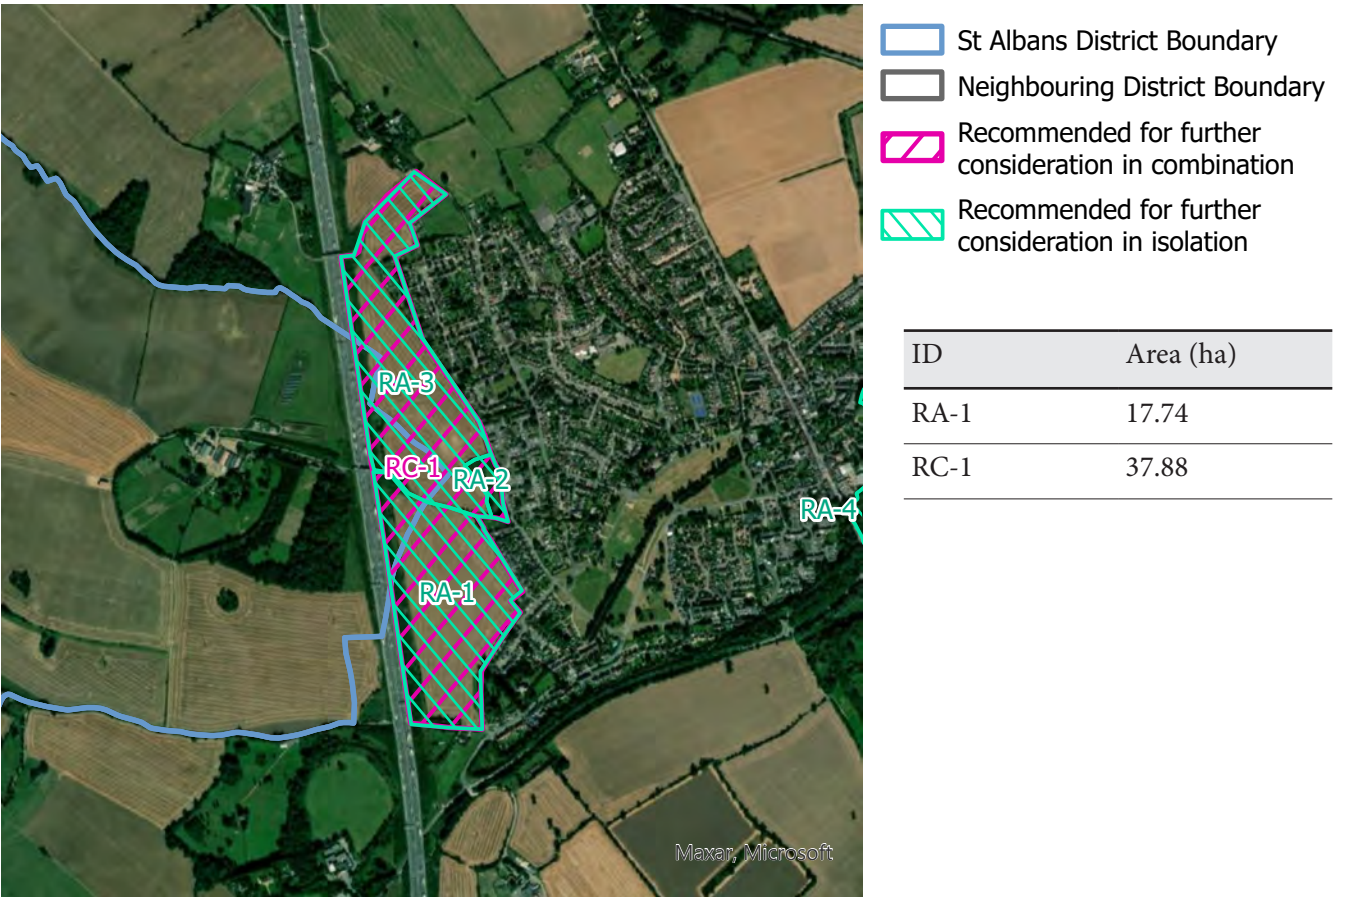 St Albans District Boundary
Neighbouring District Boundary
Recommended for further
consideration in combination
Recommended for further
consideration in isolation
ID Area (ha)
RA-1 17.74
RC-1 37.88
RA-3
RC-1
RA-2
RA-4
RA-1
Maxar, Microsoft